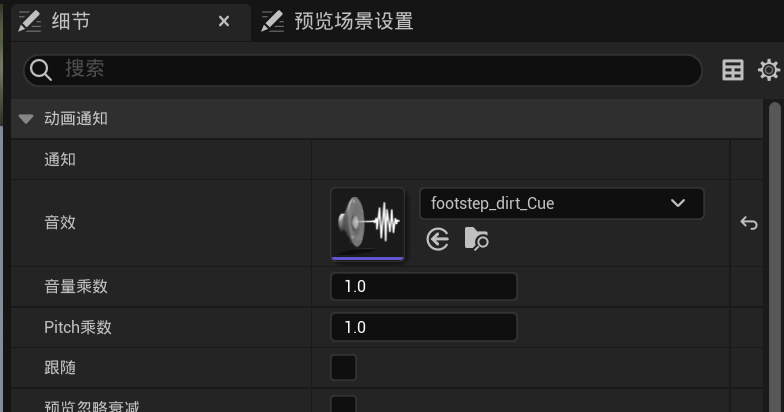 细节
预览场景设置
搜索
动画通知
通知
音效
footstep_dirt_Cue
音量乘数
1.0
Pitch乘数
1.0
跟随
预览忽略衰减